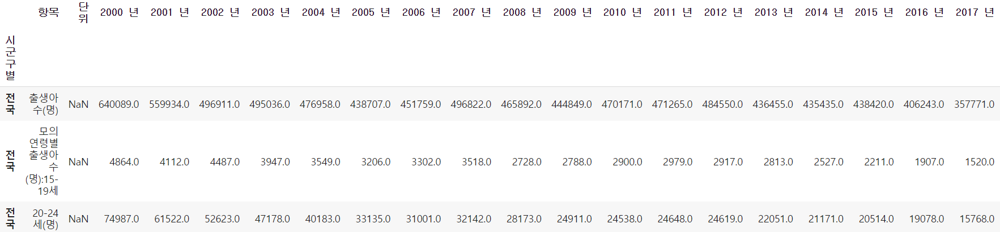 항목 단위 2000 년 2001 년 2002 년 2003 년 2004 년 2005 년 2006 년 2007 년 2008 년 2009 년 2010 년 2011 년 2012 년 2013 년 2014 년 2015 년 2016 년 2017 년
시군구별
전국 출생아수(명) NaN 640089.0 559934.0 496911.0 495036.0 476958.0 438707.0 451759.0 496822.0 465892.0 444849.0 470171.0 471265.0 484550.0 436455.0 435435.0 438420.0 406243.0 357771.0
전국 모의 연령별 출생아수(명):15-19세 NaN 4864.0 4112.0 4487.0 3947.0 3549.0 3206.0 3302.0 3518.0 2728.0 2788.0 2900.0 2979.0 2917.0 2813.0 2527.0 2211.0 1907.0 1520.0
전국 20-24세(명) NaN 74987.0 61522.0 52623.0 47178.0 40183.0 33135.0 31001.0 32142.0 28173.0 24911.0 24538.0 24648.0 24619.0 22051.0 21171.0 20514.0 19078.0 15768.0